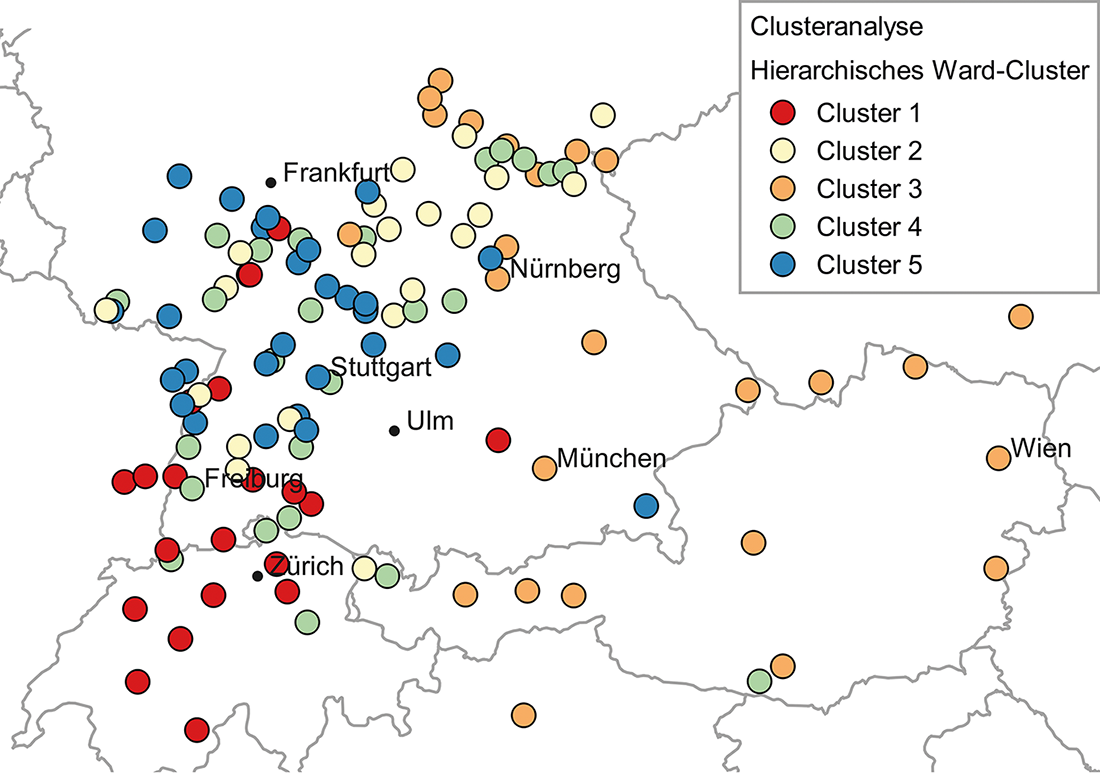 Clusteranalyse
Hierarchisches Ward-Cluster
Cluster 1
Cluster 2
Cluster 3
Cluster 4
Cluster 5
Frankfurt
Nürnberg
Stuttgart
Ulm
München
Wien
Freiburg
Zürich